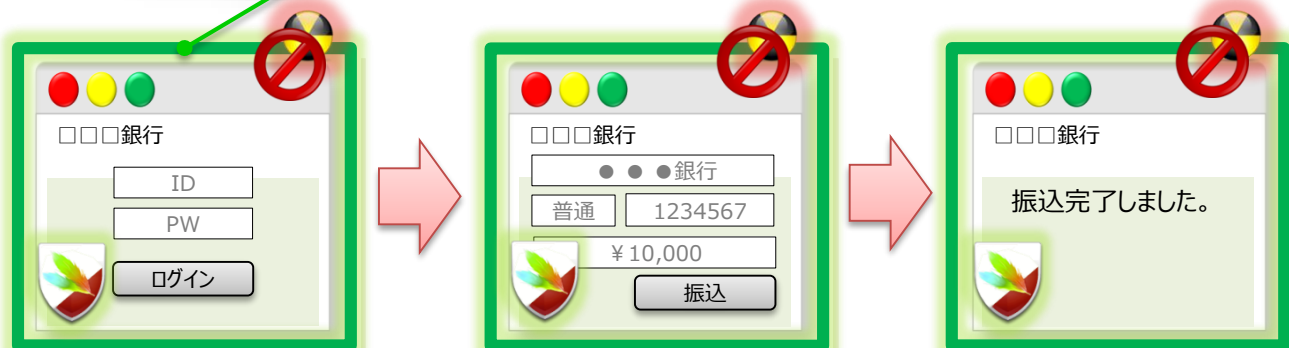 □□□銀行
ID
PW
ログイン
□□□銀行
● ● ●銀行
普通 1234567
¥10,000
振込
□□□銀行
振込完了しました。